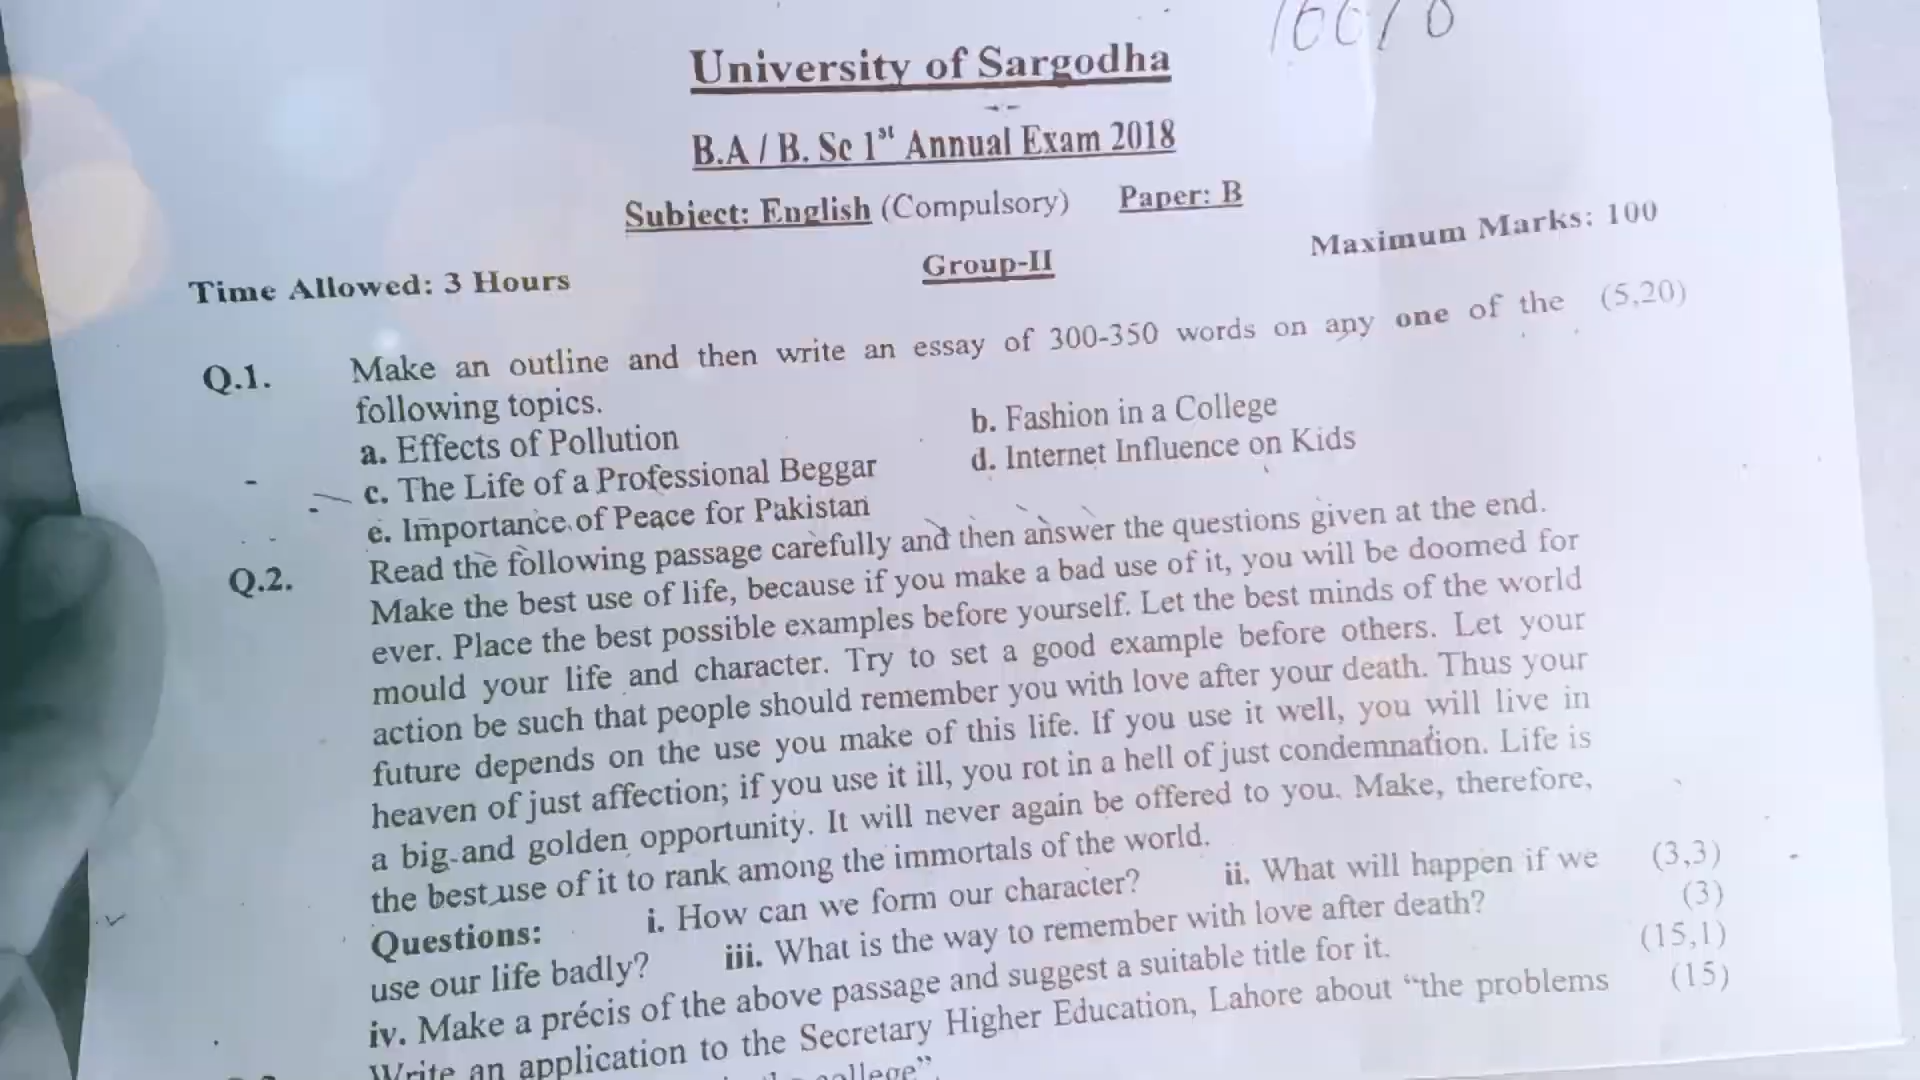 16610
University of Sargodha
B.A / B. Sc 1st Annual Exam 2018
Subject: English (Compulsory) Paper: B
Group-II
Time Allowed: 3 Hours Maximum Marks: 100
Q.1. Make an outline and then write an essay of 300-350 words on any one of the (5,20)
following topics.
a. Effects of Pollution b. Fashion in a College
c. The Life of a Professional Beggar d. Internet Influence on Kids
e. Importance of Peace for Pakistan
Q.2. Read the following passage carefully and then answer the questions given at the end.
Make the best use of life, because if you make a bad use of it, you will be doomed for
ever. Place the best possible examples before yourself. Let the best minds of the world
mould your life and character. Try to set a good example before others. Let your
action be such that people should remember you with love after your death. Thus your
future depends on the use you make of this life. If you use it well, you will live in
heaven of just affection; if you use it ill, you rot in a hell of just condemnation. Life is
a big and golden opportunity. It will never again be offered to you. Make, therefore,
the best use of it to rank among the immortals of the world.
Questions: i. How can we form our character? ii. What will happen if we (3,3)
use our life badly? iii. What is the way to remember with love after death? (3)
iv. Make a précis of the above passage and suggest a suitable title for it. (15,1)
Write an application to the Secretary Higher Education, Lahore about “the problems (15)
college”.